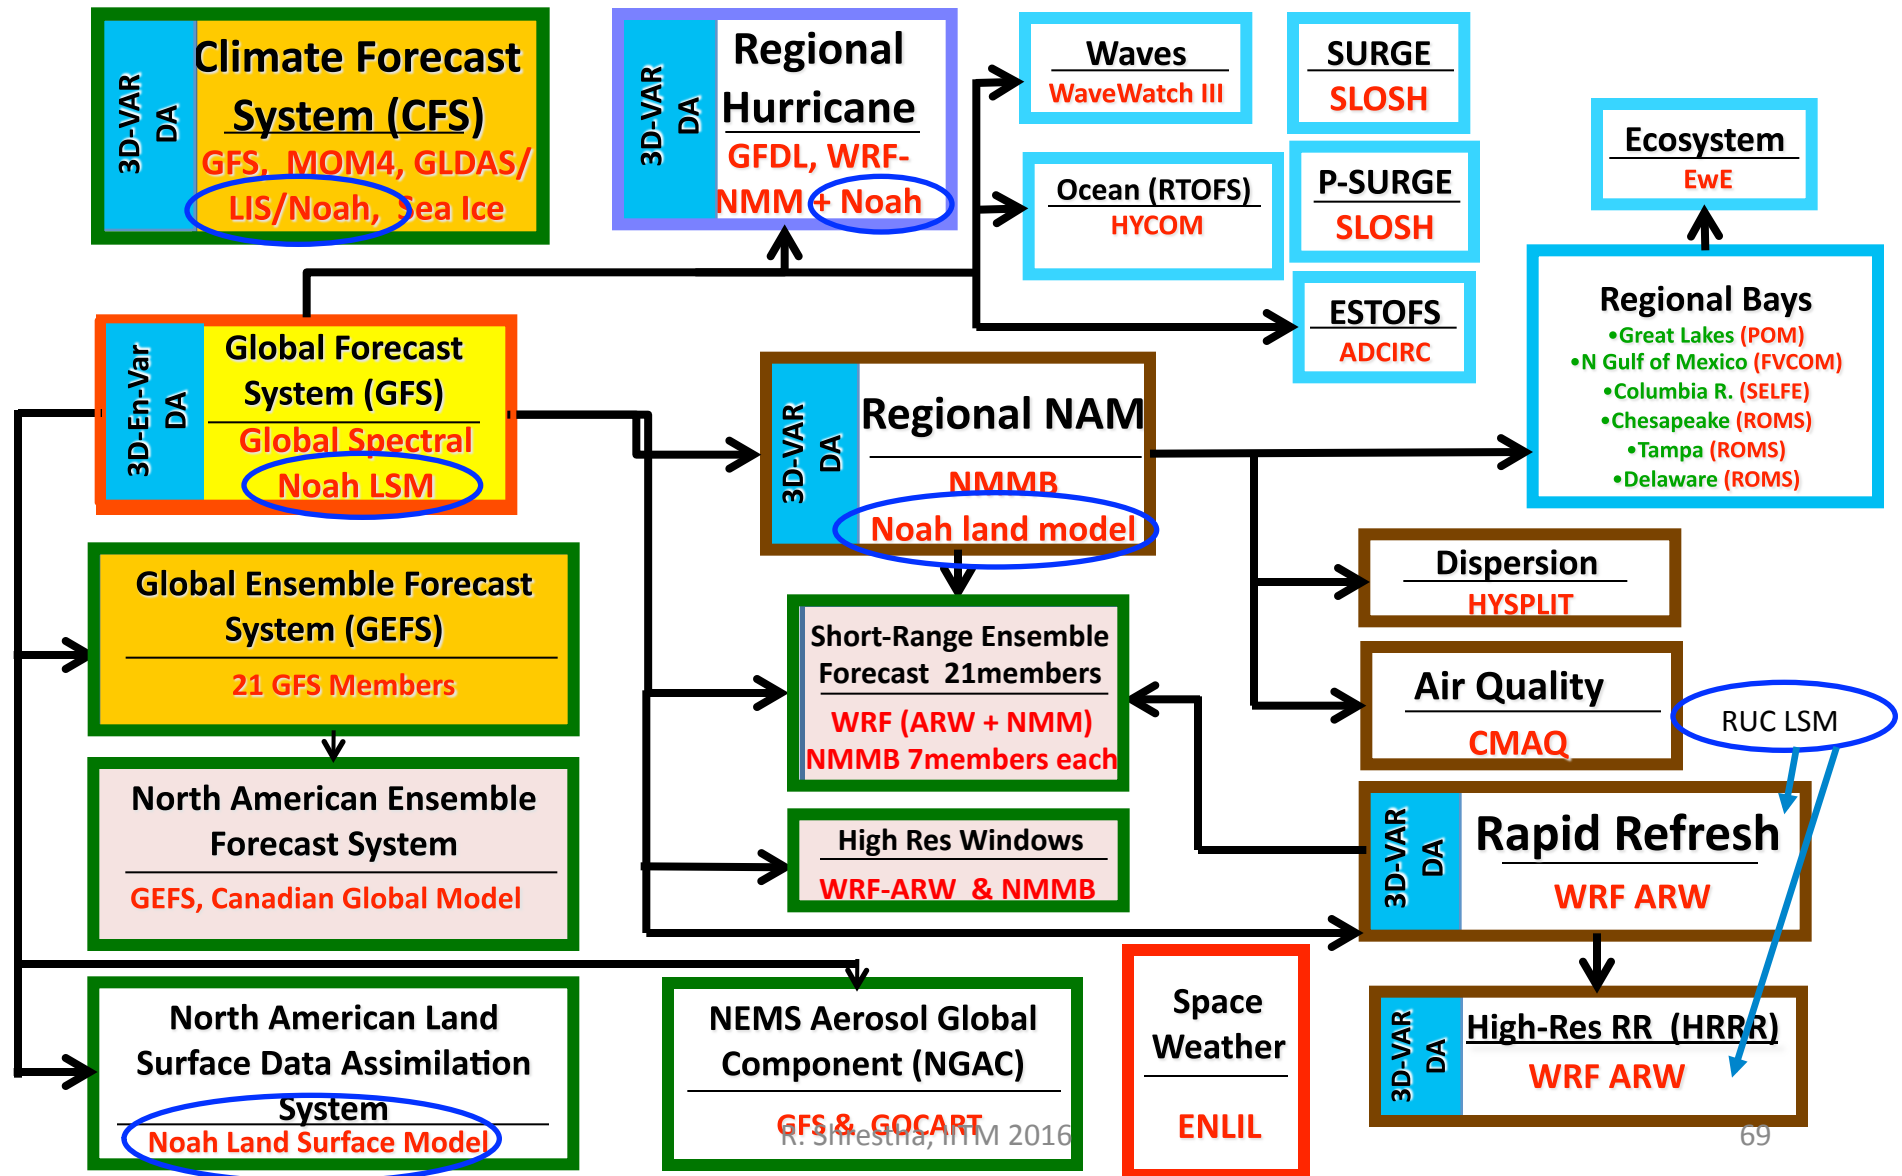 3D-VAR
DA
Climate Forecast
System (CFS)
GFS, MOM4, GLDAS/
LIS/Noah, Sea Ice
3D-VAR
DA
Regional
Hurricane
GFDL, WRF-
NMM + Noah
Waves
WaveWatch III
SURGE
SLOSH
Ocean (RTOFS)
HYCOM
P-SURGE
SLOSH
ESTOFS
ADCIRC
Ecosystem
EwE
Regional Bays
•Great Lakes (POM)
•N Gulf of Mexico (FVCOM)
•Columbia R. (SELFE)
•Chesapeake (ROMS)
•Tampa (ROMS)
•Delaware (ROMS)
3D-En-Var
DA
Global Forecast
System (GFS)
Global Spectral
Noah LSM
3D-VAR
DA
Regional NAM
NMMB
Noah land model
Global Ensemble Forecast
System (GEFS)
21 GFS Members
Short-Range Ensemble
Forecast 21members
WRF (ARW + NMM)
NMMB 7members each
Dispersion
HYSPLIT
Air Quality
CMAQ
RUC LSM
North American Ensemble
Forecast System
GEFS, Canadian Global Model
High Res Windows
WRF-ARW & NMMB
3D-VAR
DA
Rapid Refresh
WRF ARW
North American Land
Surface Data Assimilation
System
Noah Land Surface Model
NEMS Aerosol Global
Component (NGAC)
GFS & GOCART
Space
Weather
ENLIL
3D-VAR
DA
High-Res RR (HRRR)
WRF ARW
R. Shrestha, IITM 2016
69